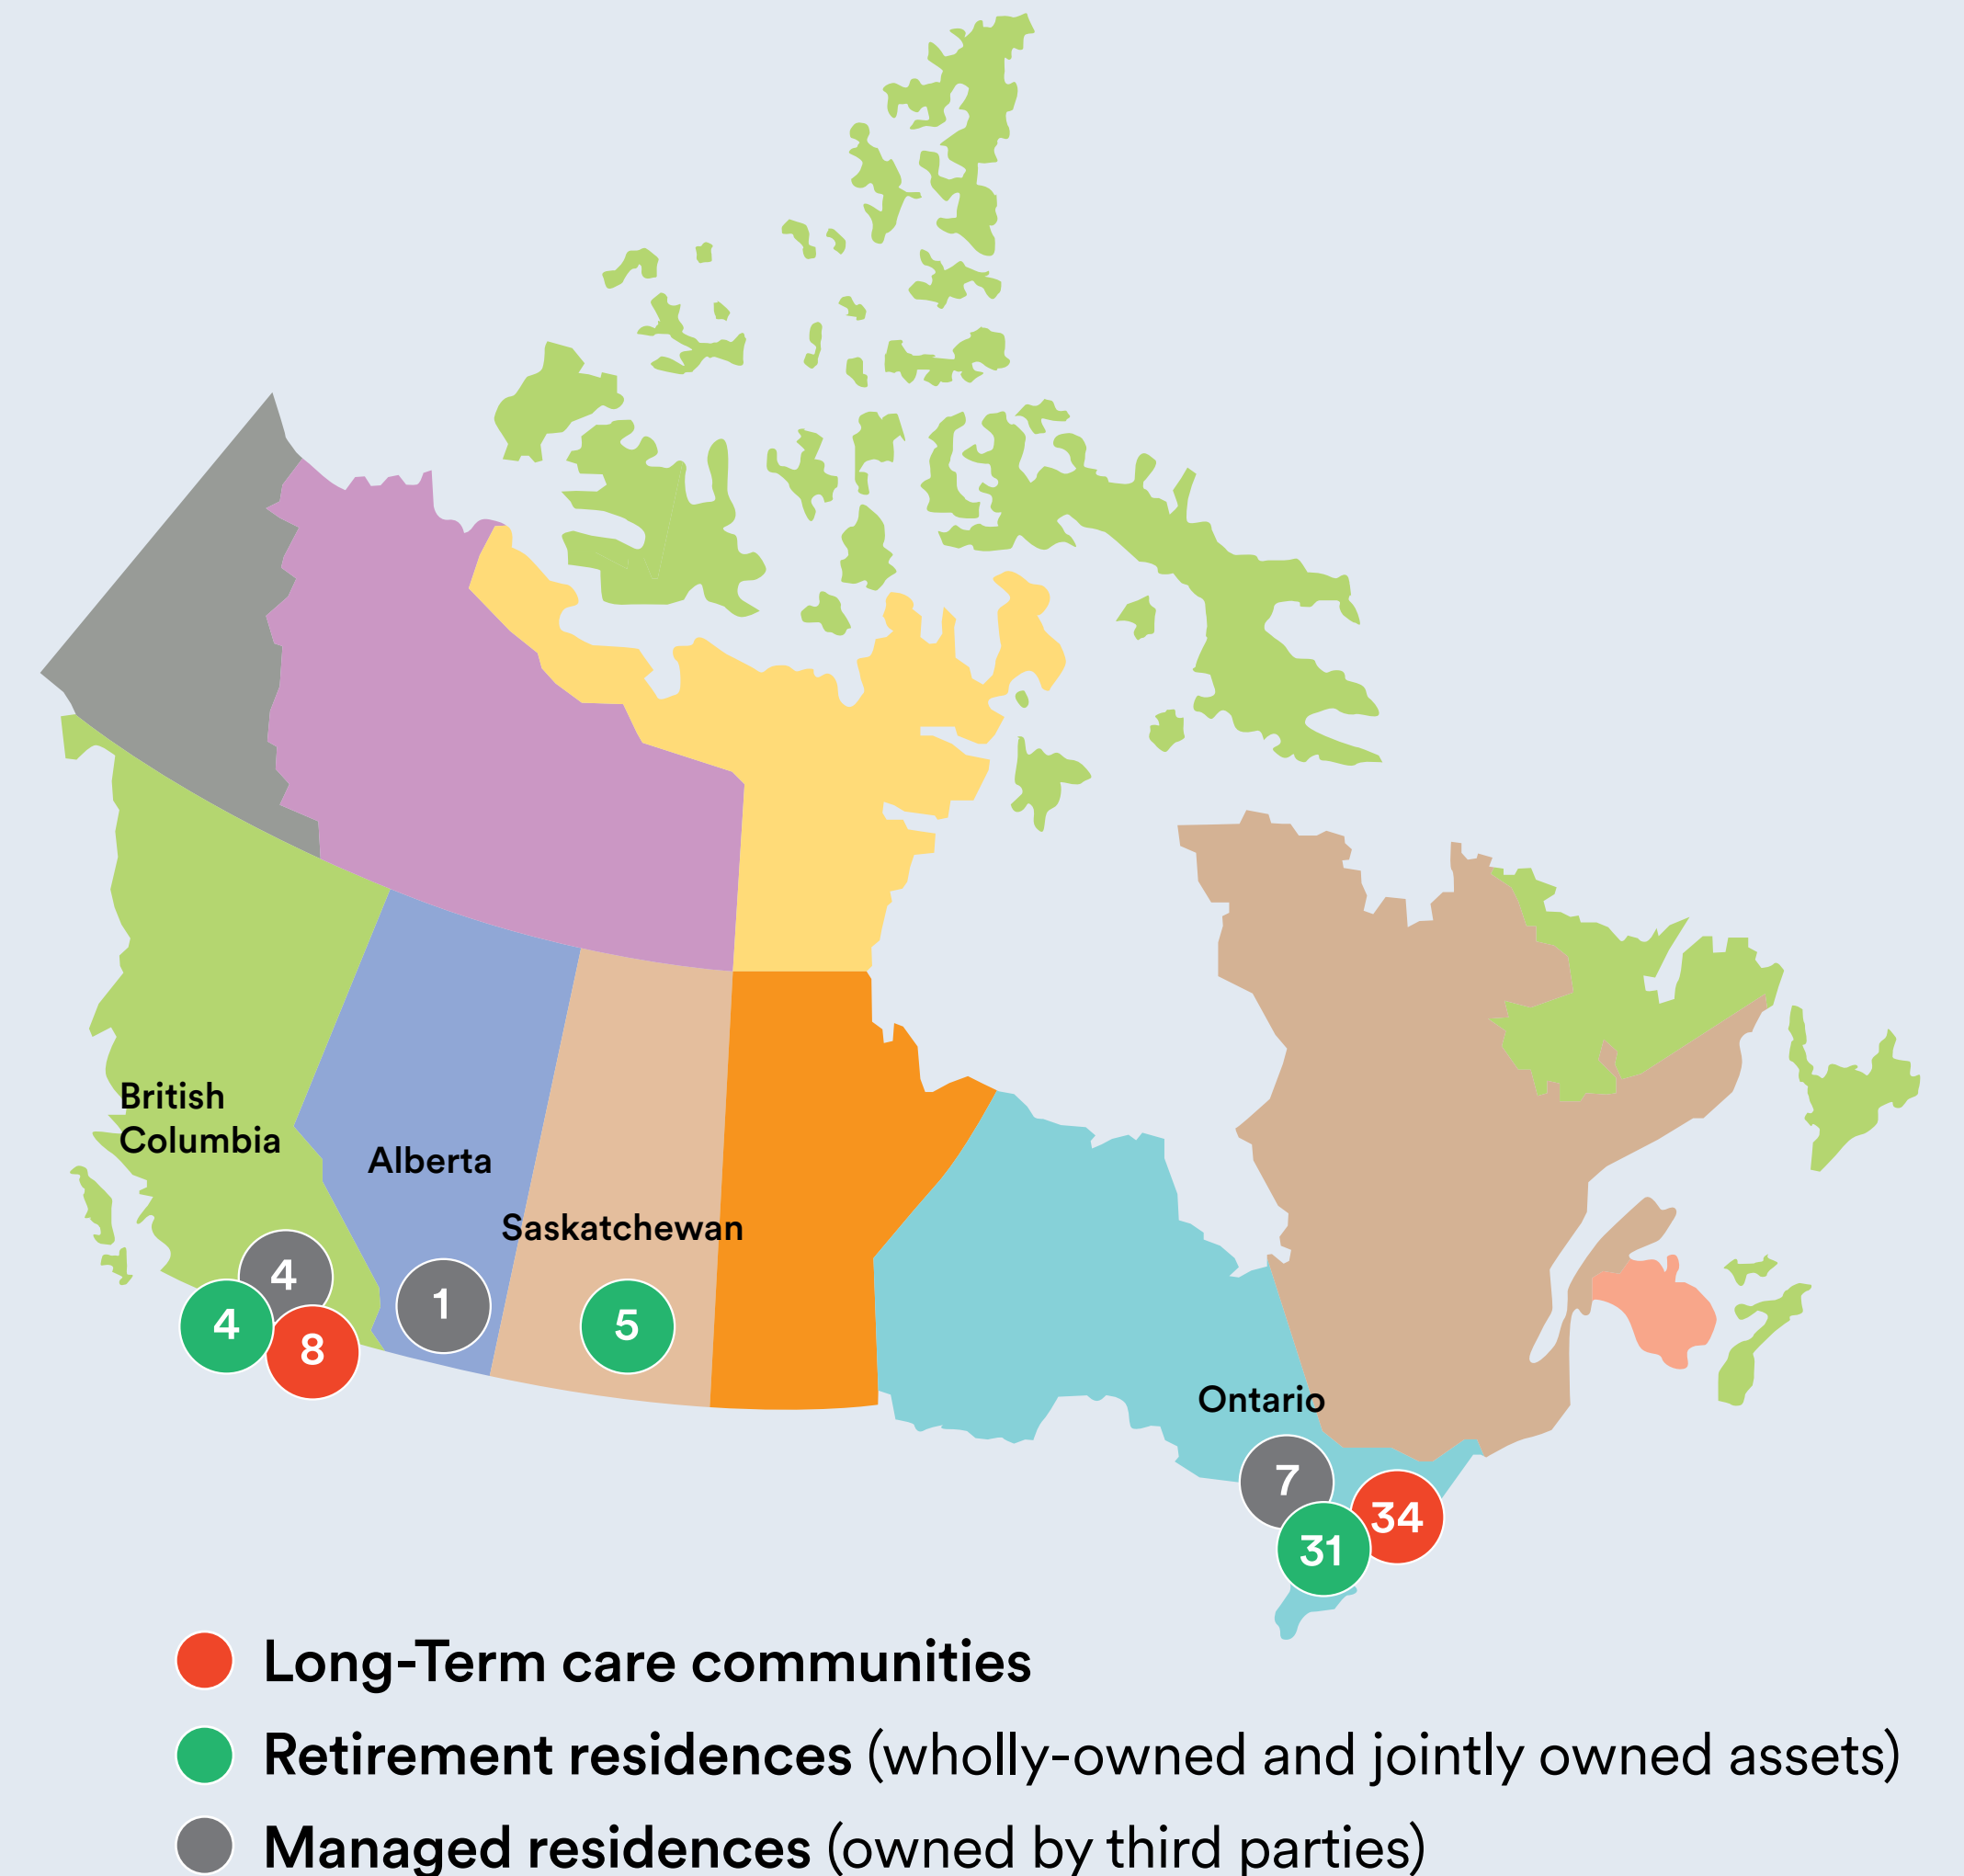 British
Columbia
Alberta
Saskatchewan
4
4
8
1
5
Ontario
7
34
31
Long-Term care communities
Retirement residences (wholly-owned and jointly owned assets)
Managed residences (owned by third parties)